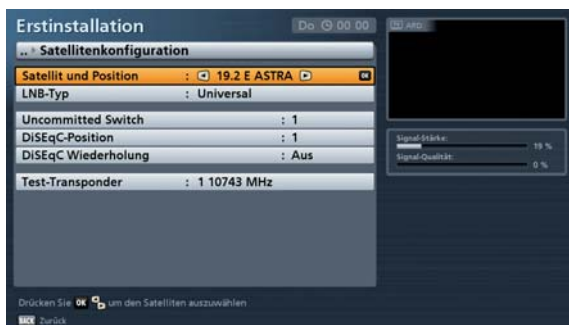 Erstinstallation
Do 00 00
.. Satellitenkonfiguration
Satellit und Position : 19.2 E ASTRA OK
LNB-Typ : Universal
Uncommitted Switch : 1
DiSEqC-Position : 1
DiSEqC Wiederholung : Aus
Test-Transponder : 1 10743 MHz
Drücken Sie OK um den Satelliten auszuwählen
BACK Zurück
ARD
Signal-Stärke:
19 %
Signal-Qualität:
0 %